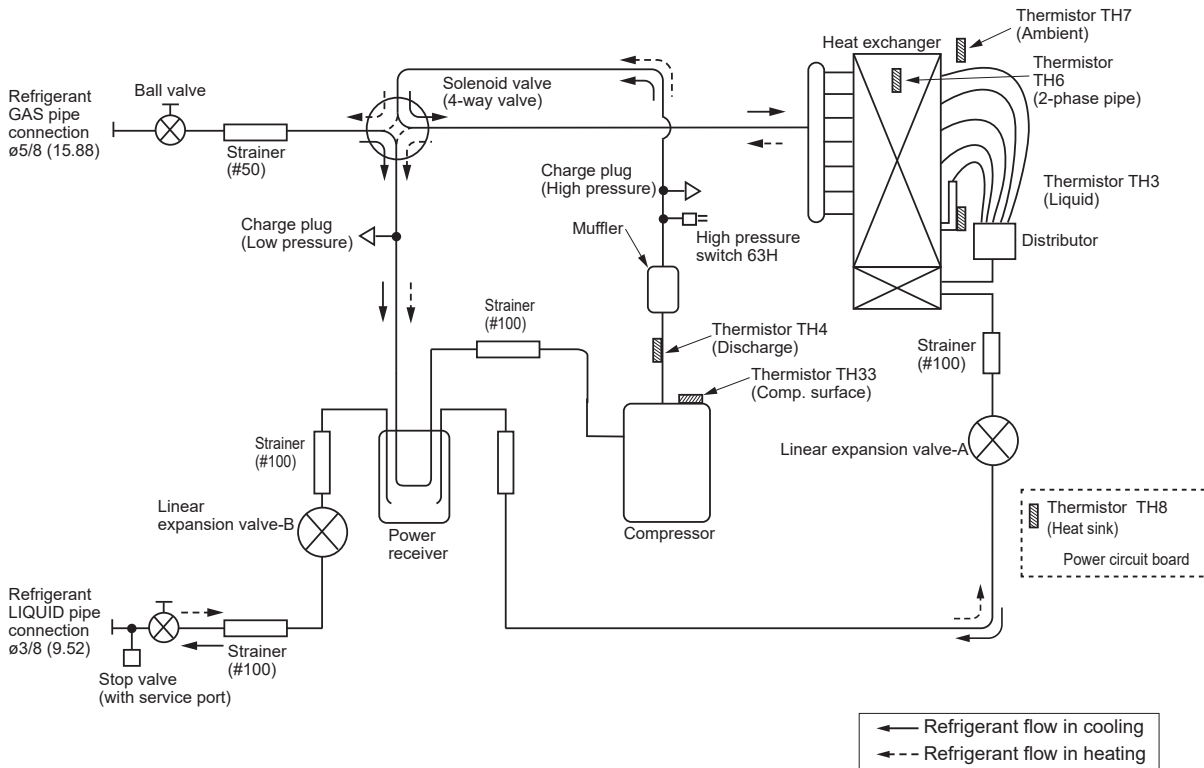 Thermistor TH7
(Ambient)
Heat exchanger
Thermistor
TH6
(2-phase pipe)
Refrigerant
GAS pipe
connection
ø5/8 (15.88)
Ball valve
Strainer
(#50)
Solenoid valve
(4-way valve)
Charge plug
(High pressure)
Thermistor TH3
(Liquid)
Charge plug
(Low pressure)
Muffler
High pressure
switch 63H
Distributor
Strainer
(#100)
Thermistor TH4
(Discharge)
Strainer
(#100)
Thermistor TH33
(Comp. surface)
Strainer
(#100)
Linear expansion valve-A
Linear
expansion valve-B
Power
receiver
Compressor
Thermistor TH8
(Heat sink)
Power circuit board
Refrigerant
LIQUID pipe
connection
ø3/8 (9.52)
Strainer
(#100)
Stop valve
(with service port)
Refrigerant flow in cooling
Refrigerant flow in heating